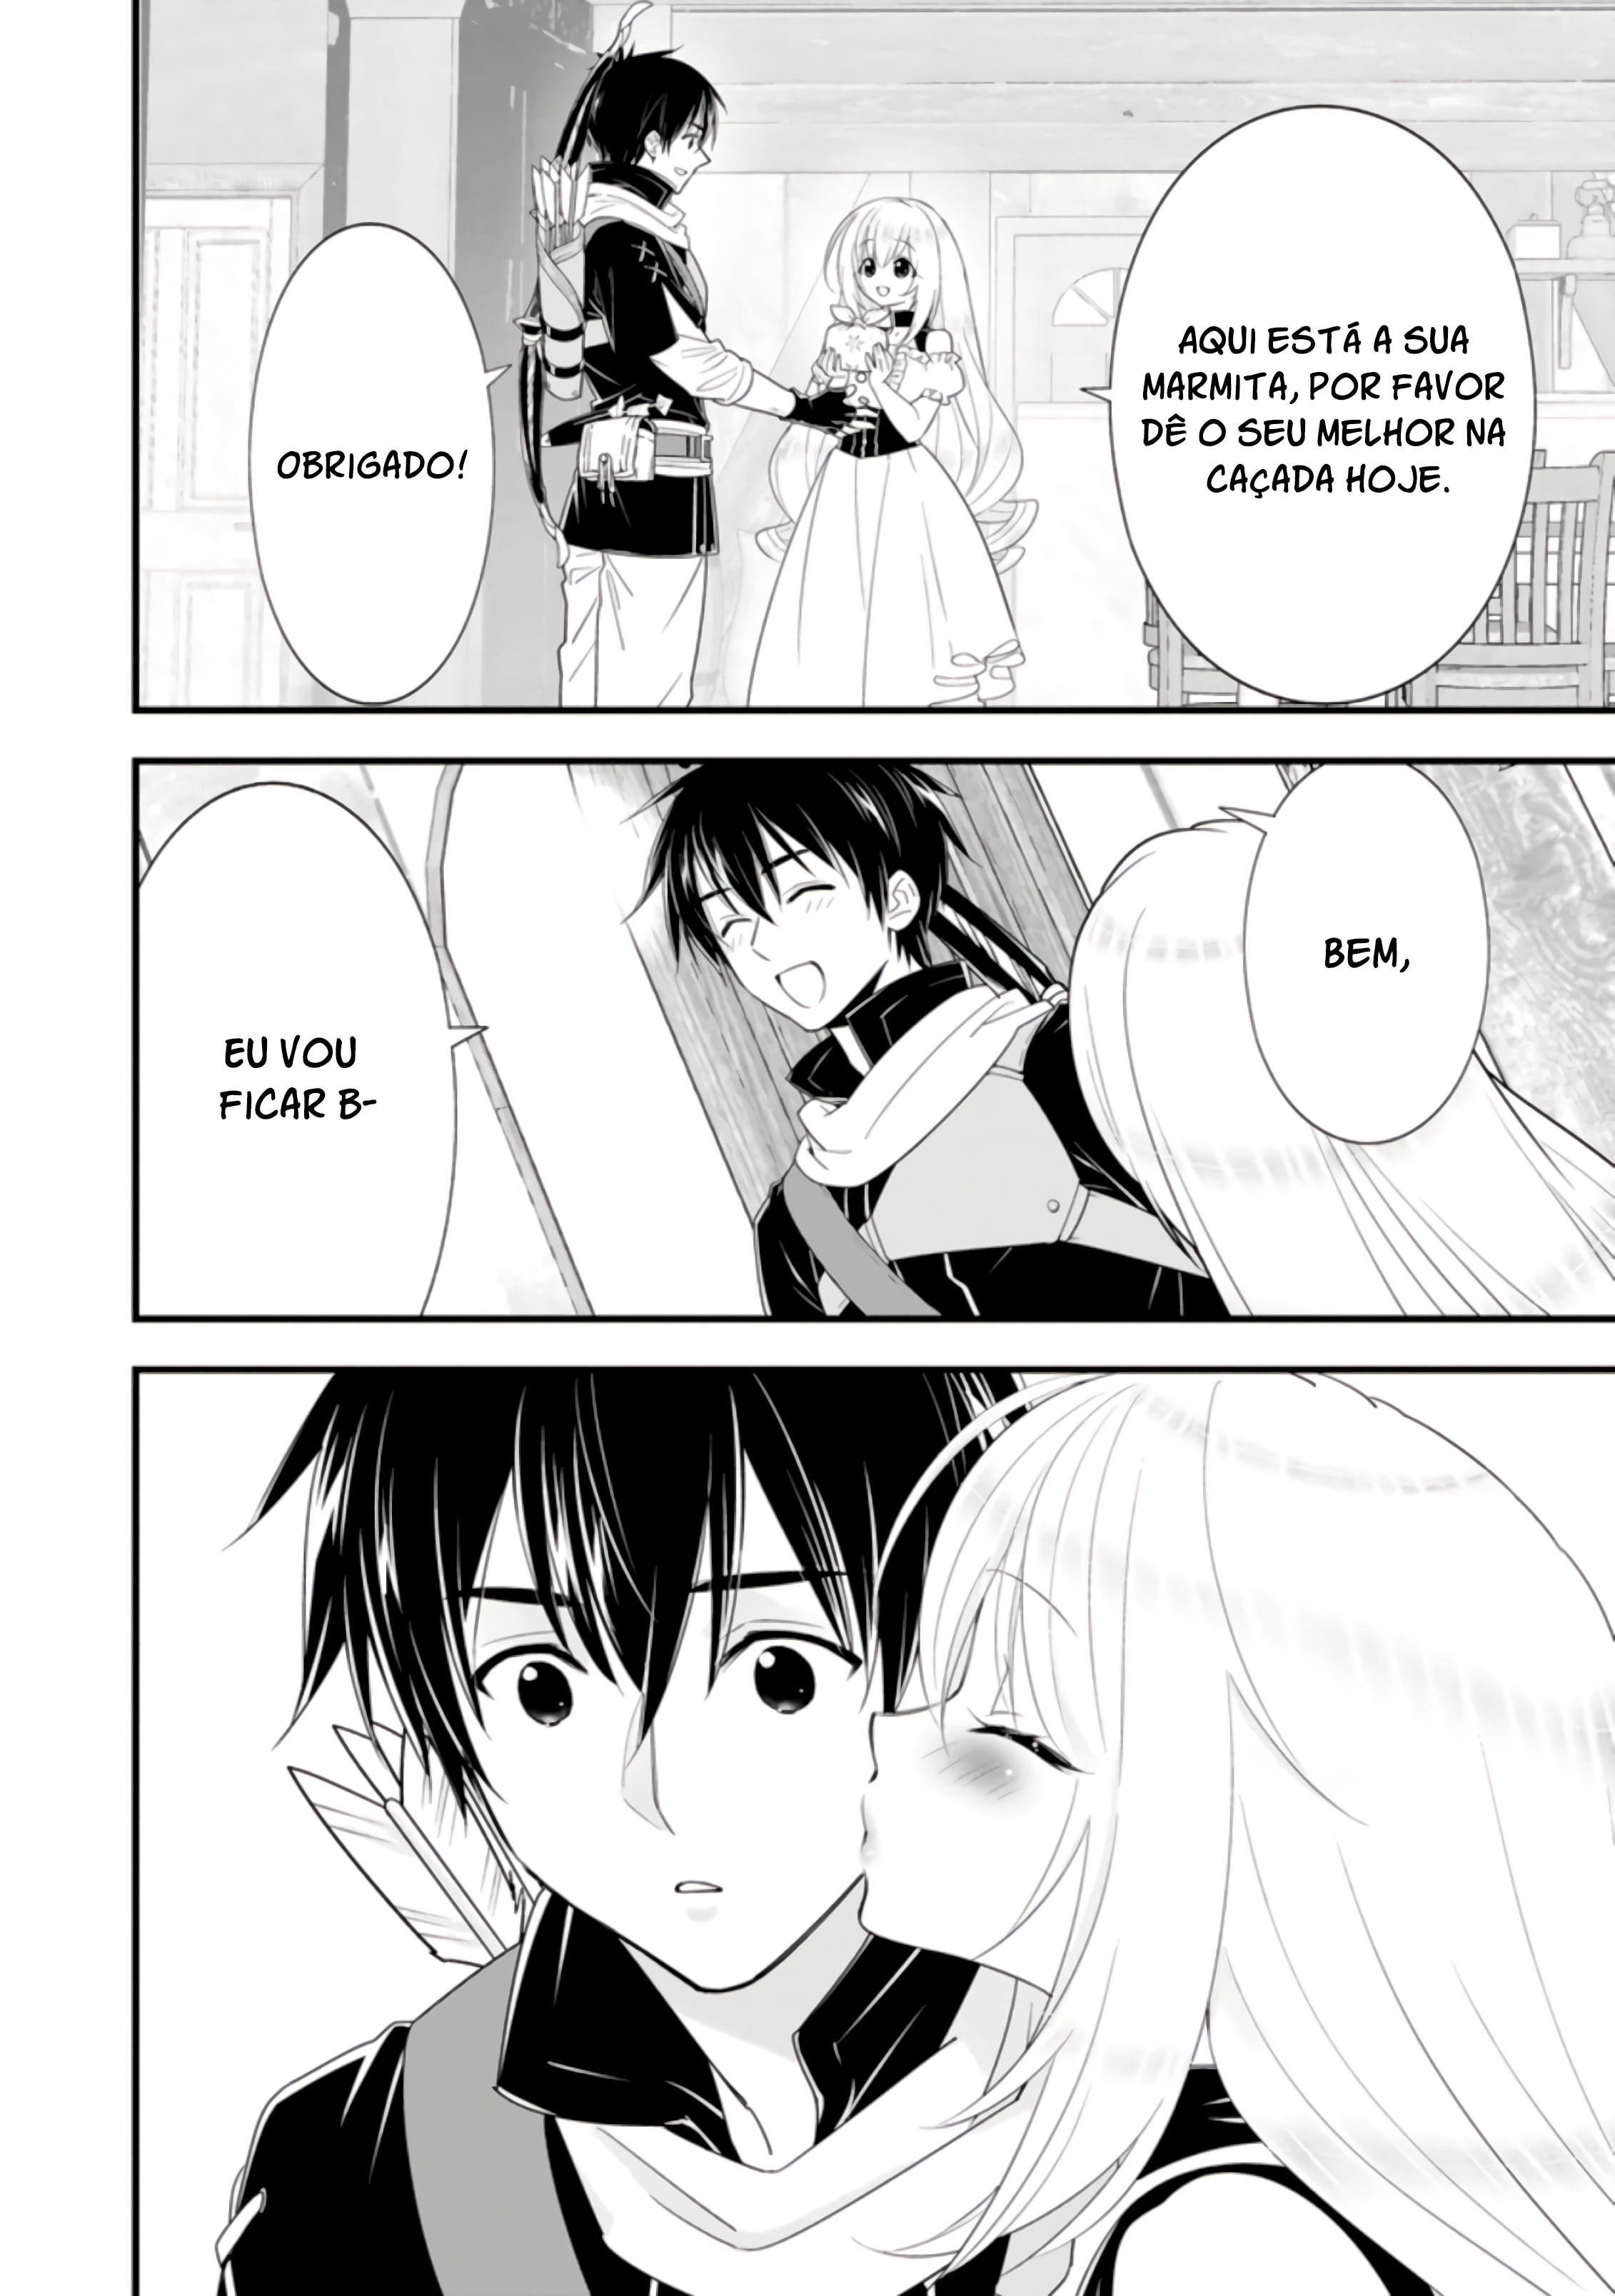 AQUI ESTÁ A SUA
MARMITA, POR FAVOR
DÊ O SEU MELHOR NA
CAÇADA HOJE.
OBRIGADO!
BEM,
EU VOU
FICAR B-